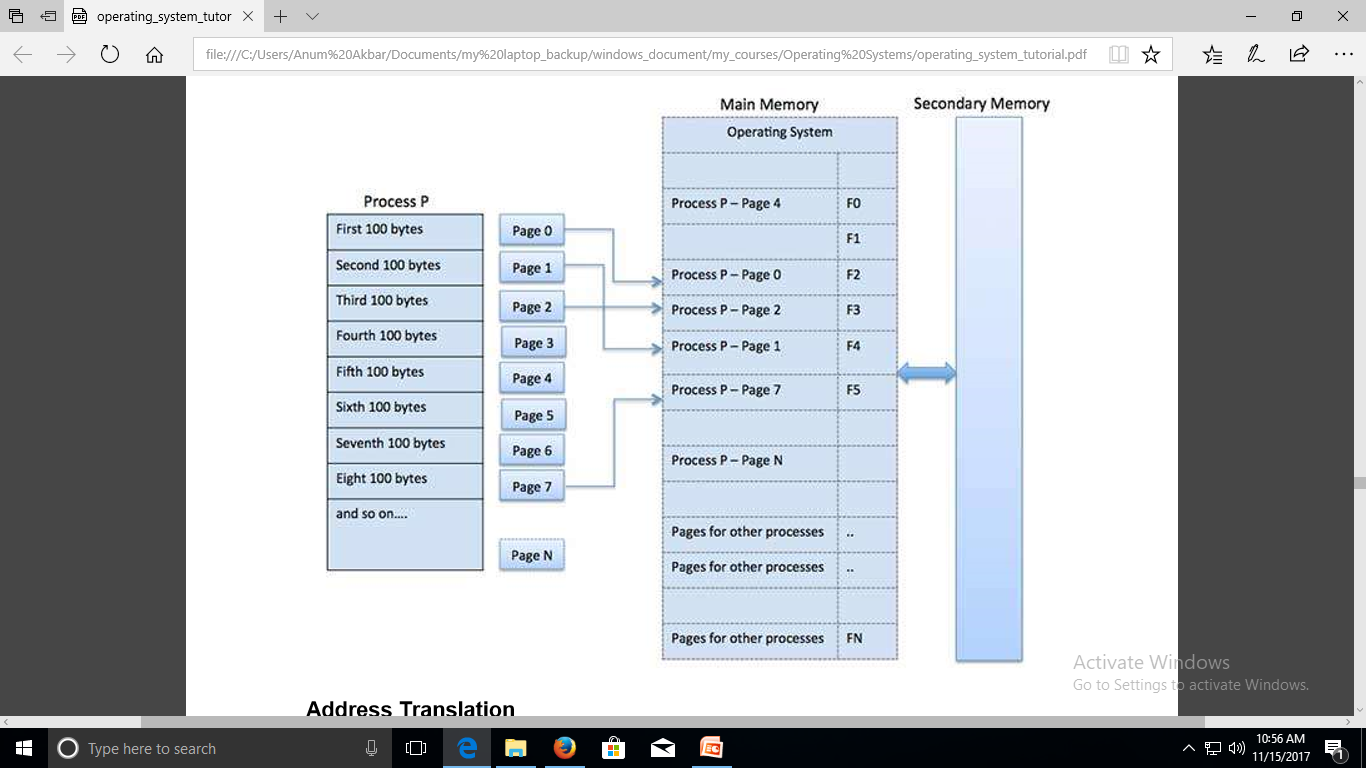 operating_system_tutor
file:///C:/Users/Anum%20Akbar/Documents/my%20laptop_backup/windows_document/my_courses/Operating%20Systems/operating_system_tutorial.pdf
Main Memory
Secondary Memory
Operating System
Process P
First 100 bytes
Second 100 bytes
Third 100 bytes
Fourth 100 bytes
Fifth 100 bytes
Sixth 100 bytes
Seventh 100 bytes
Eight 100 bytes
and so on....
Page 0
Page 1
Page 2
Page 3
Page 4
Page 5
Page 6
Page 7
Page N
Process P – Page 4 F0
F1
Process P – Page 0 F2
Process P – Page 2 F3
Process P – Page 1 F4
Process P – Page 7 F5
Process P – Page N
Pages for other processes ..
Pages for other processes ..
Pages for other processes FN
Address Translation
Activate Windows
Go to Settings to activate Windows.
Type here to search
10:56 AM
11/15/2017
1